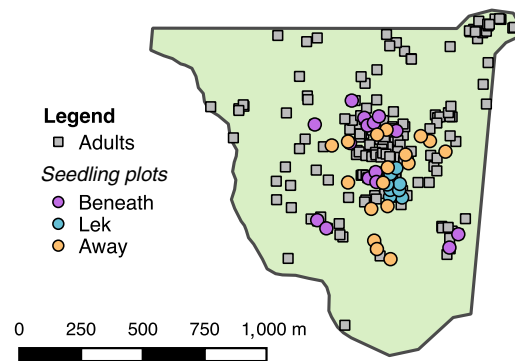 Legend
Adults
Seedling plots
Beneath
Lek
Away
0 250 500 750 1,000 m